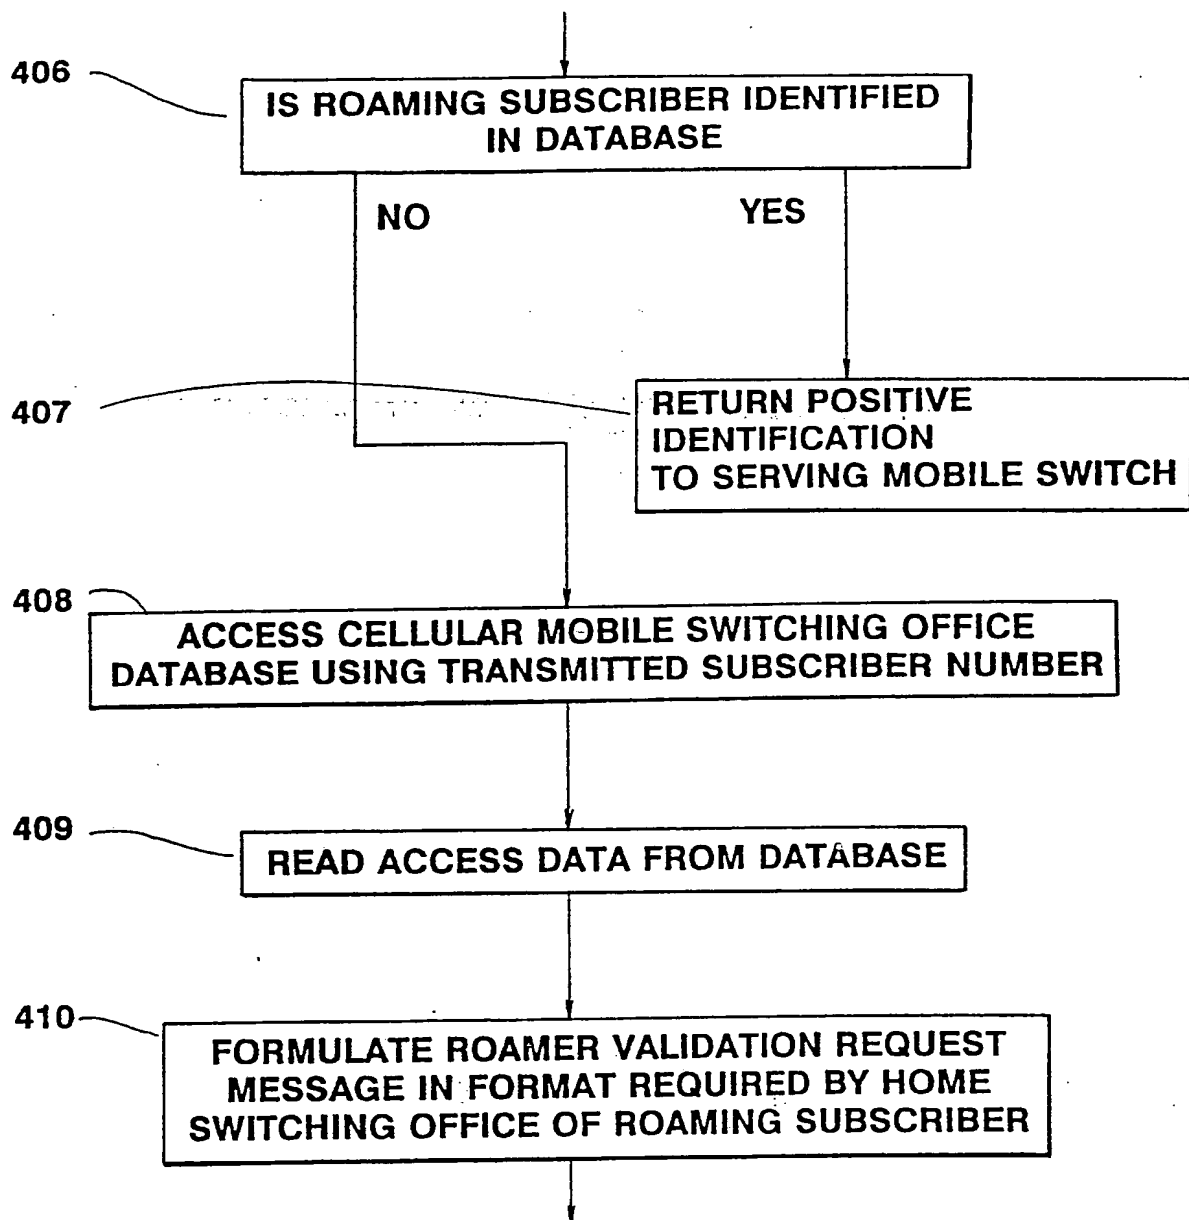 406
IS ROAMING SUBSCRIBER IDENTIFIED
IN DATABASE
NO
YES
407
RETURN POSITIVE
IDENTIFICATION
TO SERVING MOBILE SWITCH
408
ACCESS CELLULAR MOBILE SWITCHING OFFICE
DATABASE USING TRANSMITTED SUBSCRIBER NUMBER
409
READ ACCESS DATA FROM DATABASE
410
FORMULATE ROAMER VALIDATION REQUEST
MESSAGE IN FORMAT REQUIRED BY HOME
SWITCHING OFFICE OF ROAMING SUBSCRIBER